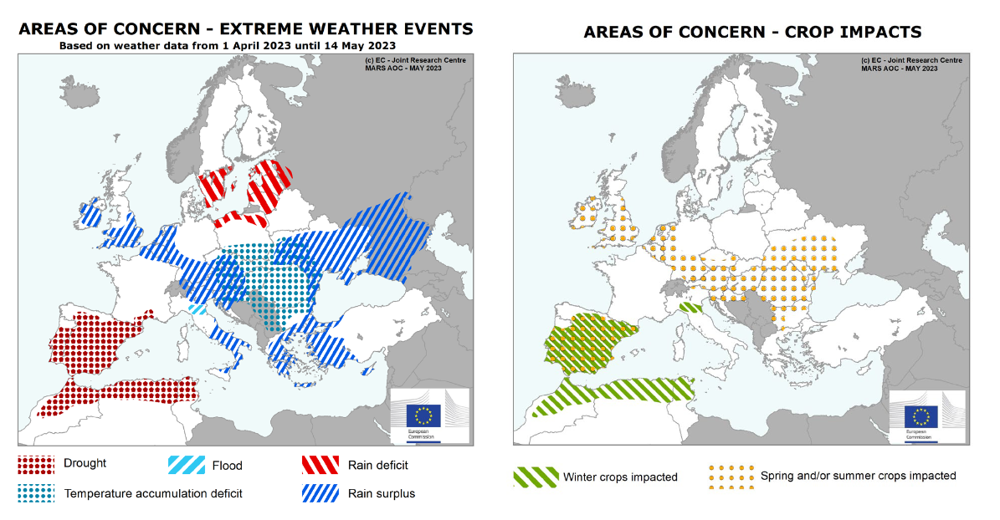 AREAS OF CONCERN - EXTREME WEATHER EVENTS
Based on weather data from 1 April 2023 until 14 May 2023
(c) EC - Joint Research Centre
MARS AOC - MAY 2023
European
Commission
Drought
Flood
Rain deficit
Temperature accumulation deficit
Rain surplus
AREAS OF CONCERN - CROP IMPACTS
(c) EC - Joint Research Centre
MARS AOC - MAY 2023
European
Commission
Winter crops impacted
Spring and/or summer crops impacted